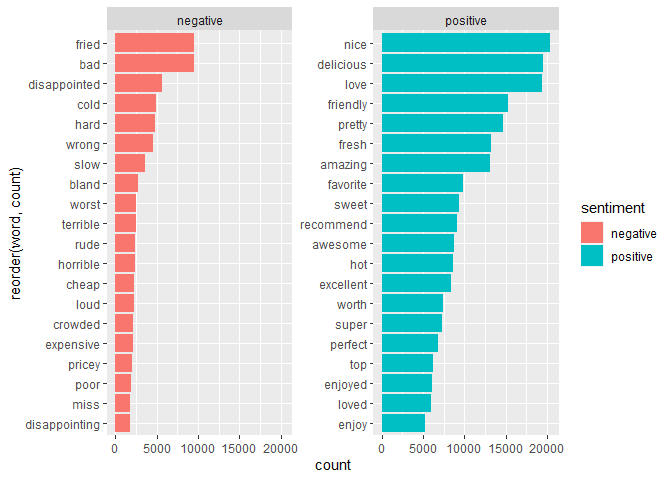 negative
positive
fried
bad
disappointed
cold
hard
wrong
slow
bland
worst
terrible
rude
horrible
cheap
loud
crowded
expensive
pricey
poor
miss
disappointing
nice
delicious
love
friendly
pretty
fresh
amazing
favorite
sweet
recommend
awesome
hot
excellent
worth
super
perfect
top
enjoyed
loved
enjoy
0 5000 10000 15000 20000
0 5000 10000 15000 20000
count
reorder(word, count)
sentiment
negative
positive